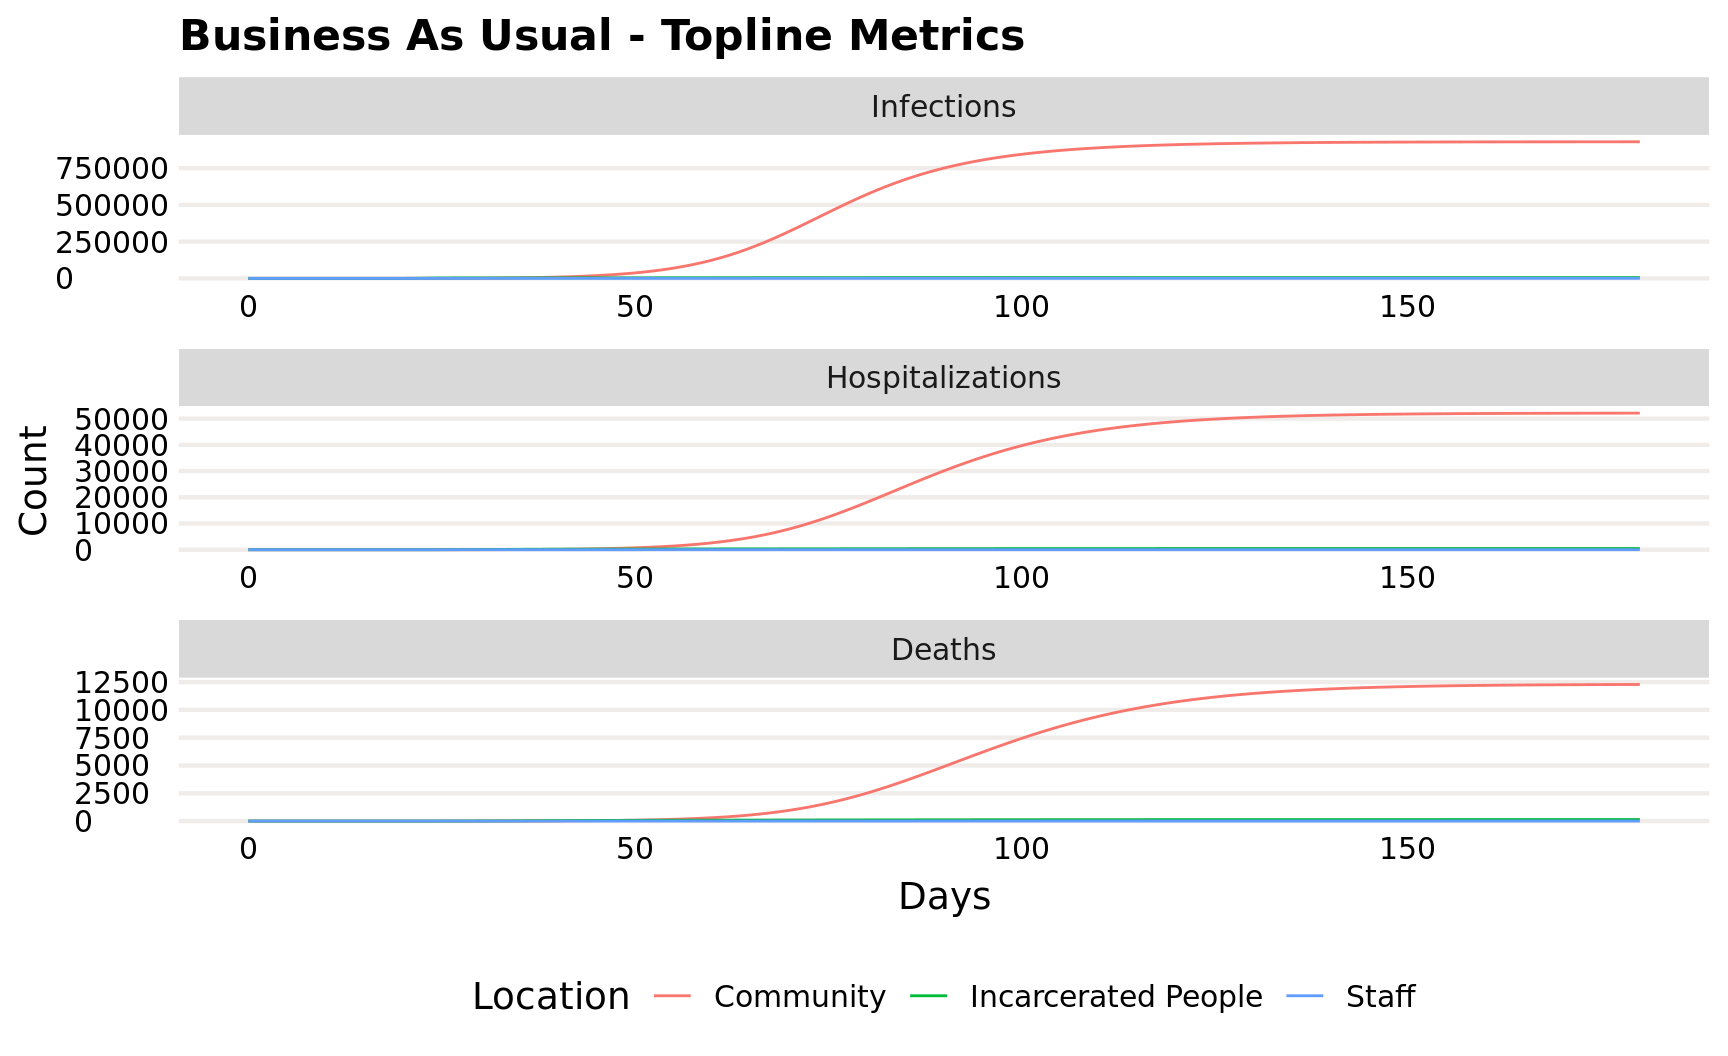 Business As Usual - Topline Metrics
Infections
750000
500000
250000
0
0 50 100 150
Hospitalizations
50000
40000
30000
20000
10000
0
0 50 100 150
Deaths
12500
10000
7500
5000
2500
0
0 50 100 150
Count
Days
Location Community Incarcerated People Staff